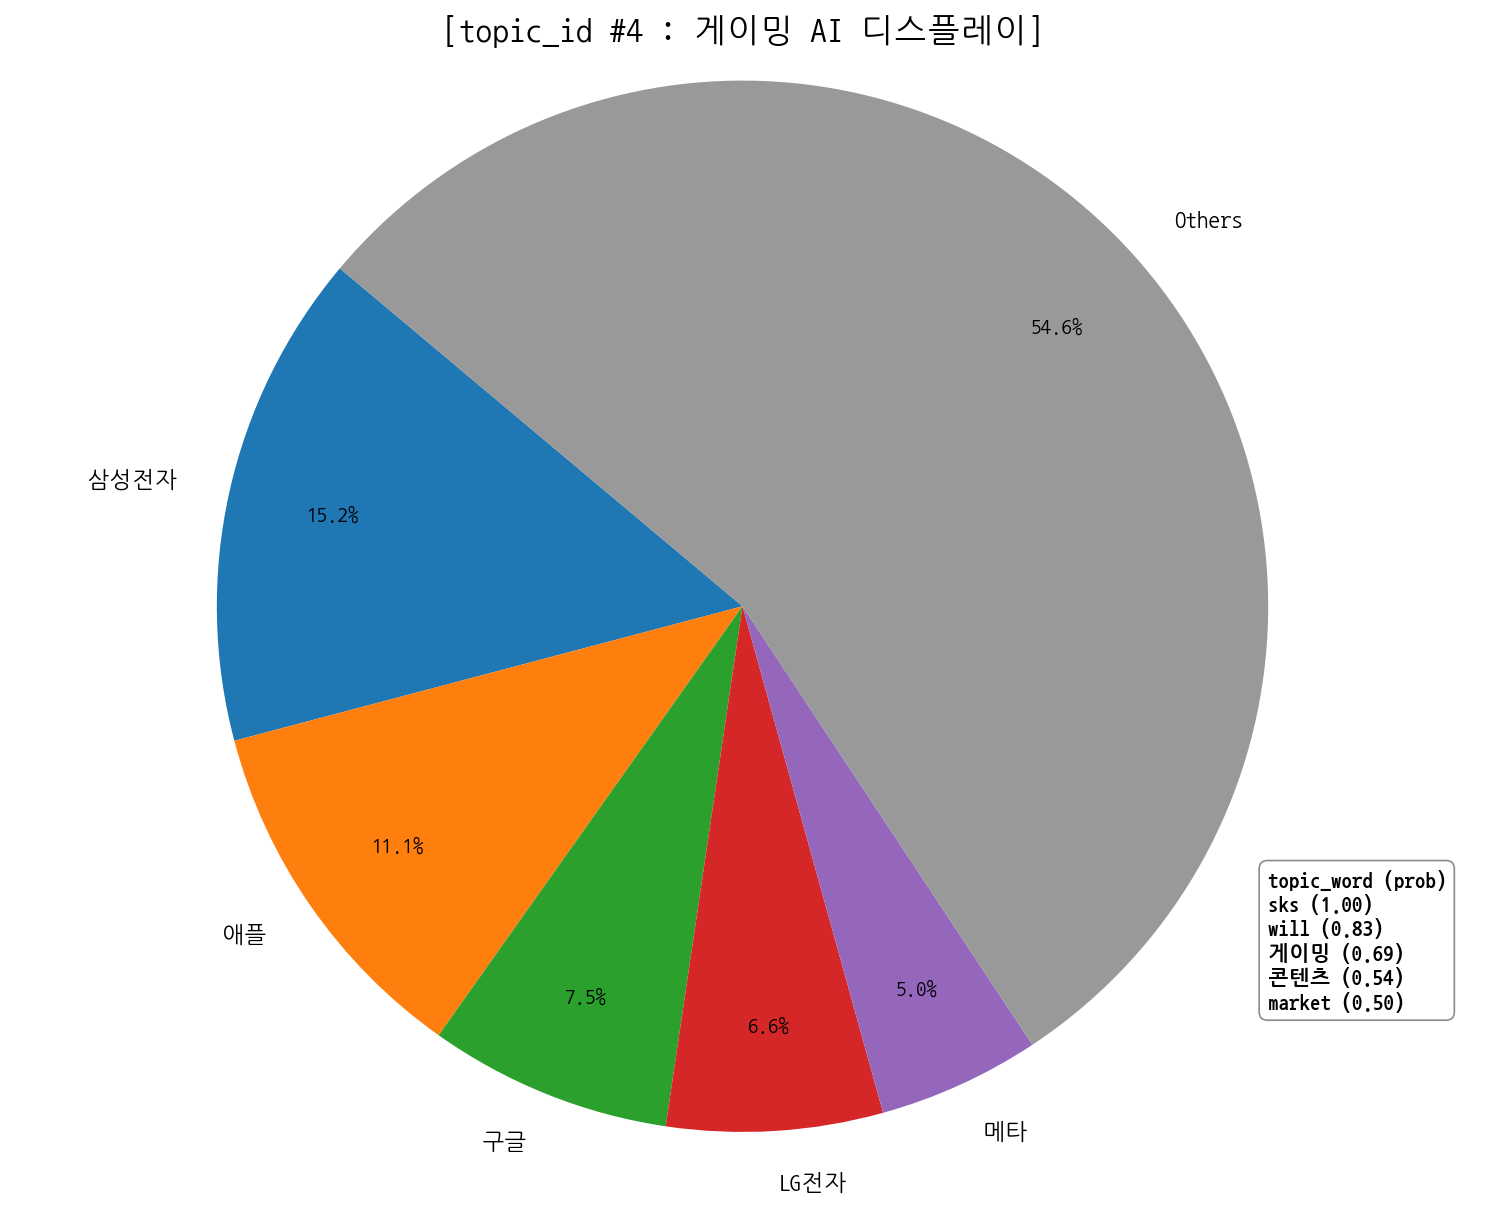 [topic_id #4 : 게이밍 AI 디스플레이]
Others
54.6%
삼성전자
15.2%
11.1%
애플
7.5%
구글
6.6%
LG전자
5.0%
메타
topic_word (prob)
sks (1.00)
will (0.83)
게이밍 (0.69)
콘텐츠 (0.54)
market (0.50)